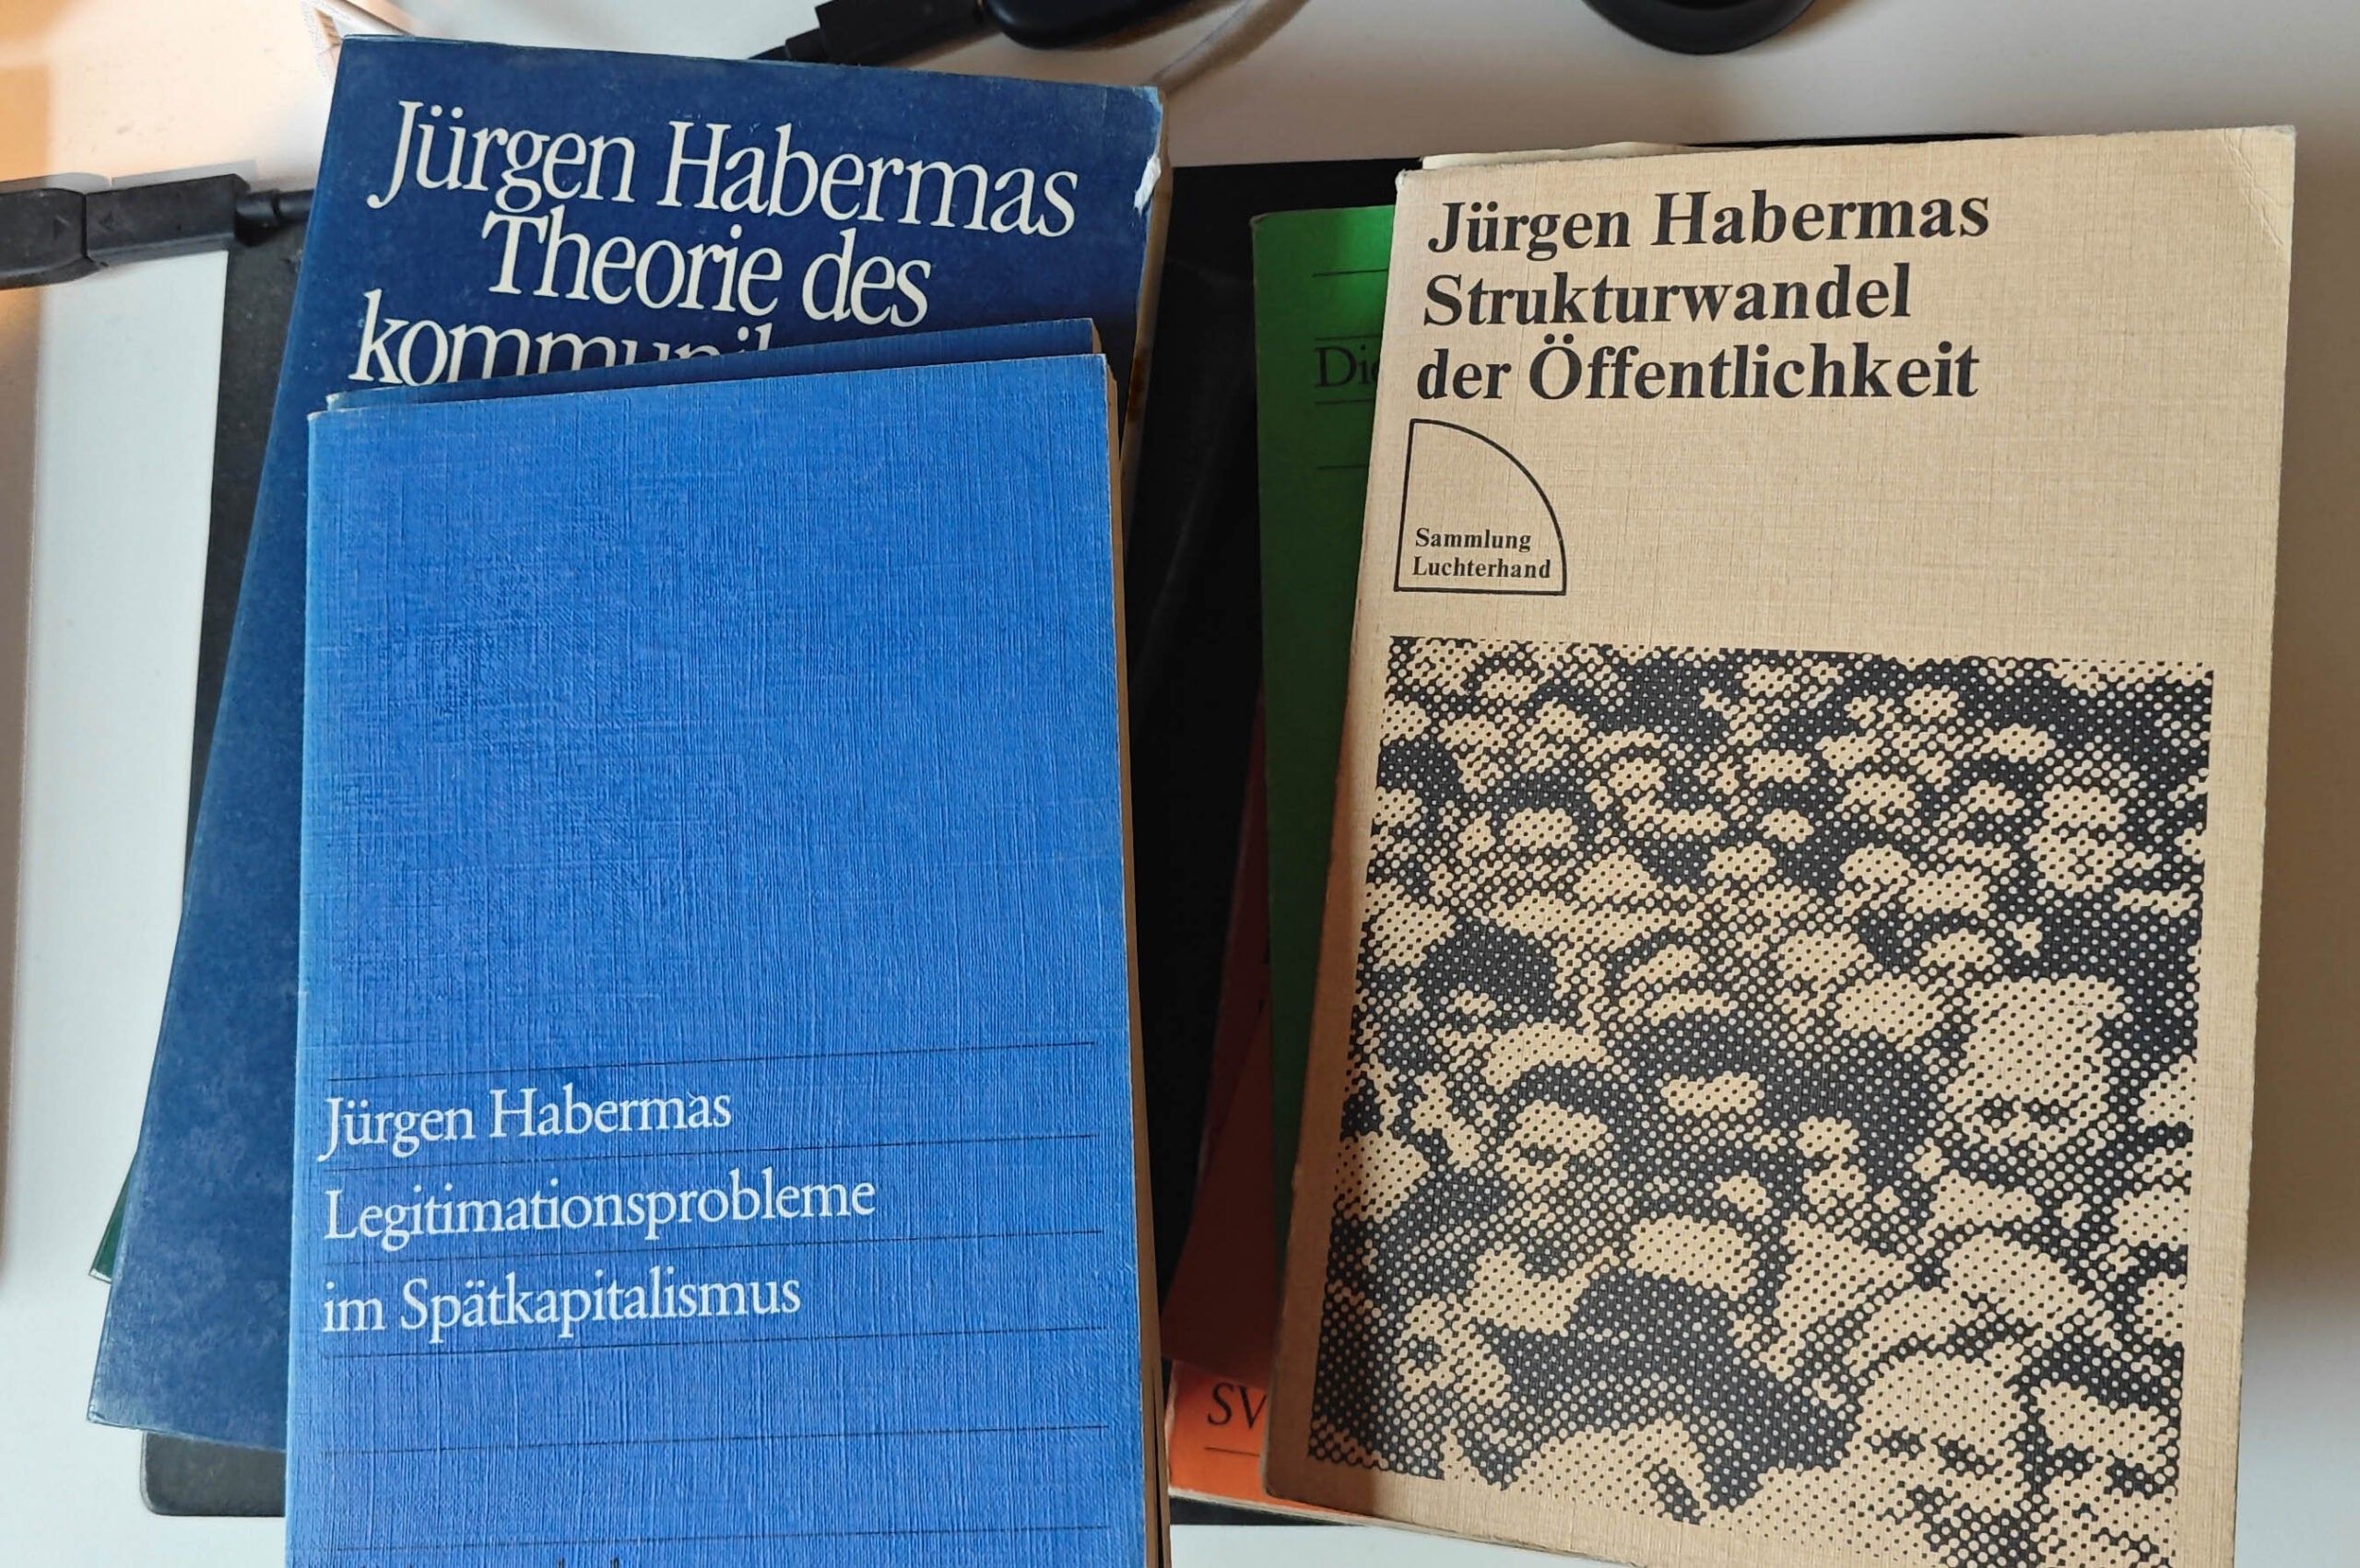 Jürgen Habermas
Theorie des
Jürgen Habermas
Legitimationsprobleme
im Spätkapitalismus
Jürgen Habermas
Strukturwandel
der Öffentlichkeit
Sammlung
Luchterhand